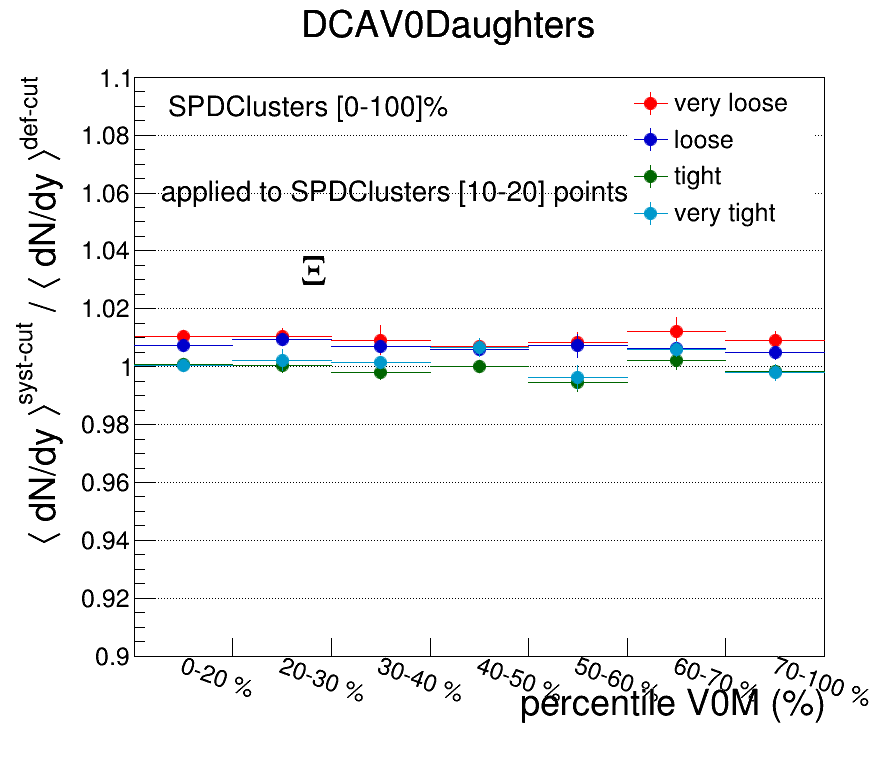 DCAV0Daughters
⟨ dN/dy ⟩^syst-cut / ⟨ dN/dy ⟩^def-cut
1.1
1.08
1.06
1.04
1.02
1
0.98
0.96
0.94
0.92
0.9
SPDClusters [0-100]%
applied to SPDClusters [10-20] points
Ξ
very loose
loose
tight
very tight
0-20 %
20-30 %
30-40 %
40-50 %
50-60 %
60-70 %
70-100 %
percentile V0M (%)